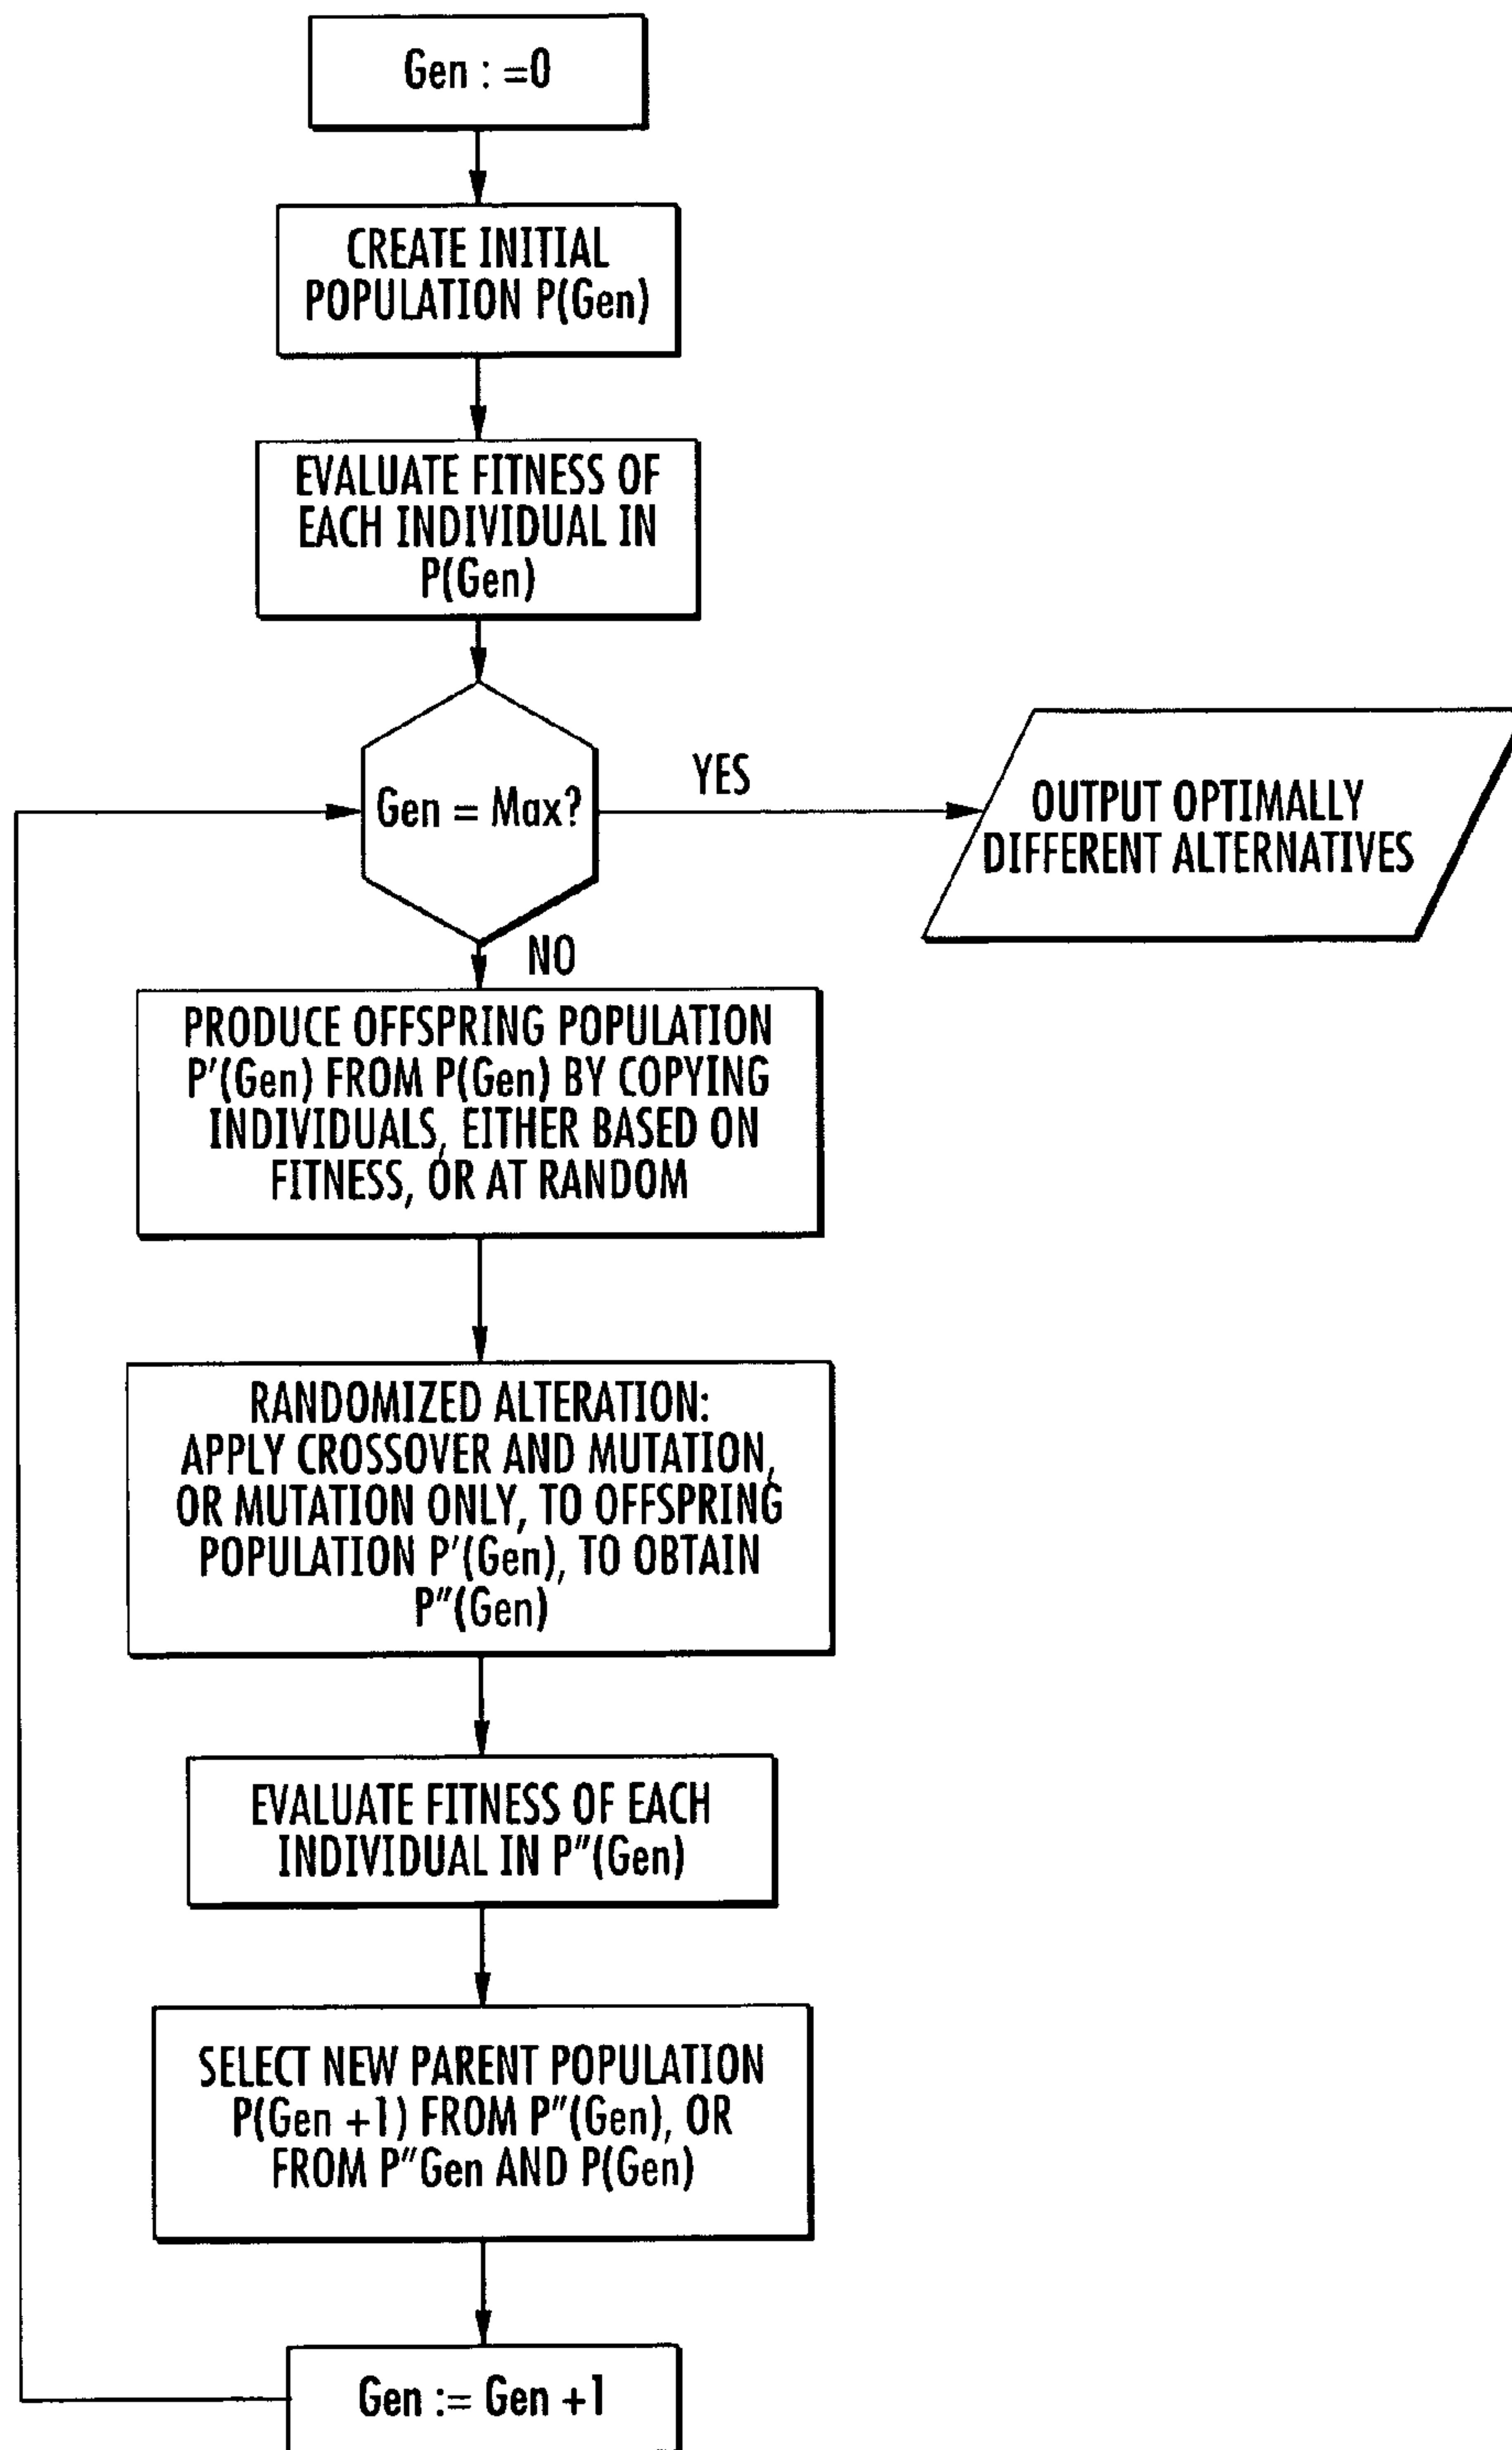 Gen : =0
CREATE INITIAL
POPULATION P(Gen)
EVALUATE FITNESS OF
EACH INDIVIDUAL IN
P(Gen)
Gen = Max?
YES
OUTPUT OPTIMALLY
DIFFERENT ALTERNATIVES
NO
PRODUCE OFFSPRING POPULATION
P'(Gen) FROM P(Gen) BY COPYING
INDIVIDUALS, EITHER BASED ON
FITNESS, OR AT RANDOM
RANDOMIZED ALTERATION:
APPLY CROSSOVER AND MUTATION,
OR MUTATION ONLY, TO OFFSPRING
POPULATION P'(Gen), TO OBTAIN
P"(Gen)
EVALUATE FITNESS OF EACH
INDIVIDUAL IN P"(Gen)
SELECT NEW PARENT POPULATION
P(Gen +1) FROM P"(Gen), OR
FROM P"Gen AND P(Gen)
Gen := Gen +1